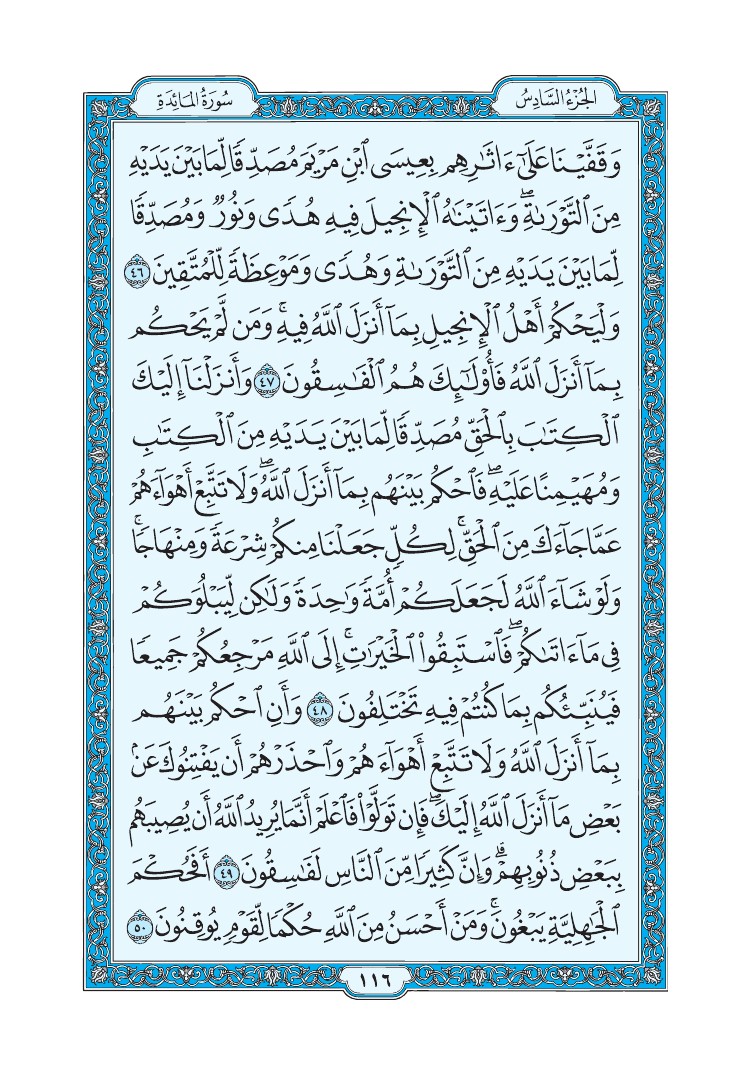 الجُزْءُ السَّادِسُ
سُورَةُ المَائِدَةِ
وَقَفَّيْنَا عَلَىٰٓ ءَاثَٰرِهِم بِعِيسَى ٱبْنِ مَرْيَمَ مُصَدِّقًا لِّمَا بَيْنَ يَدَيْهِ
مِنَ ٱلتَّوْرَىٰةِۖ وَءَاتَيْنَٰهُ ٱلْإِنجِيلَ فِيهِ هُدًى وَنُورٌ وَمُصَدِّقًا
لِّمَا بَيْنَ يَدَيْهِ مِنَ ٱلتَّوْرَىٰةِ وَهُدًى وَمَوْعِظَةً لِّلْمُتَّقِينَ ٤٦
وَلْيَحْكُمْ أَهْلُ ٱلْإِنجِيلِ بِمَآ أَنزَلَ ٱللَّهُ فِيهِۚ وَمَن لَّمْ يَحْكُم
بِمَآ أَنزَلَ ٱللَّهُ فَأُو۟لَٰٓئِكَ هُمُ ٱلْفَٰسِقُونَ ٤٧ وَأَنزَلْنَآ إِلَيْكَ
ٱلْكِتَٰبَ بِٱلْحَقِّ مُصَدِّقًا لِّمَا بَيْنَ يَدَيْهِ مِنَ ٱلْكِتَٰبِ
وَمُهَيْمِنًا عَلَيْهِۖ فَٱحْكُم بَيْنَهُم بِمَآ أَنزَلَ ٱللَّهُۖ وَلَا تَتَّبِعْ أَهْوَآءَهُمْ
عَمَّا جَآءَكَ مِنَ ٱلْحَقِّۚ لِكُلٍّ جَعَلْنَا مِنكُمْ شِرْعَةً وَمِنْهَاجًاۚ
وَلَوْ شَآءَ ٱللَّهُ لَجَعَلَكُمْ أُمَّةً وَٰحِدَةً وَلَٰكِن لِّيَبْلُوَكُمْ
فِى مَآ ءَاتَىٰكُمْۖ فَٱسْتَبِقُوا۟ ٱلْخَيْرَٰتِۚ إِلَى ٱللَّهِ مَرْجِعُكُمْ جَمِيعًا
فَيُنَبِّئُكُم بِمَا كُنتُمْ فِيهِ تَخْتَلِفُونَ ٤٨ وَأَنِ ٱحْكُم بَيْنَهُم
بِمَآ أَنزَلَ ٱللَّهُ وَلَا تَتَّبِعْ أَهْوَآءَهُمْ وَٱحْذَرْهُمْ أَن يَفْتِنُوكَ عَنۢ
بَعْضِ مَآ أَنزَلَ ٱللَّهُ إِلَيْكَۖ فَإِن تَوَلَّوْا۟ فَٱعْلَمْ أَنَّمَا يُرِيدُ ٱللَّهُ أَن يُصِيبَهُم
بِبَعْضِ ذُنُوبِهِمْۗ وَإِنَّ كَثِيرًا مِّنَ ٱلنَّاسِ لَفَٰسِقُونَ ٤٩ أَفَحُكْمَ
ٱلْجَٰهِلِيَّةِ يَبْغُونَۚ وَمَنْ أَحْسَنُ مِنَ ٱللَّهِ حُكْمًا لِّقَوْمٍ يُوقِنُونَ ٥٠
١١٦